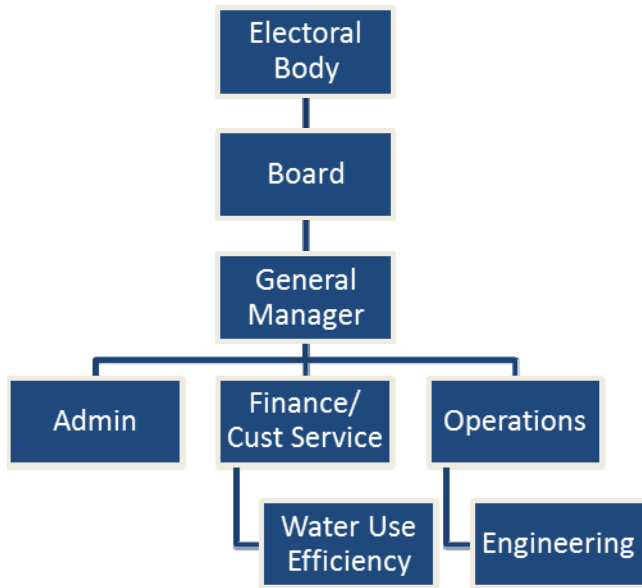 Electoral
Body
Board
General
Manager
Admin
Finance/
Cust Service
Operations
Water Use
Efficiency
Engineering